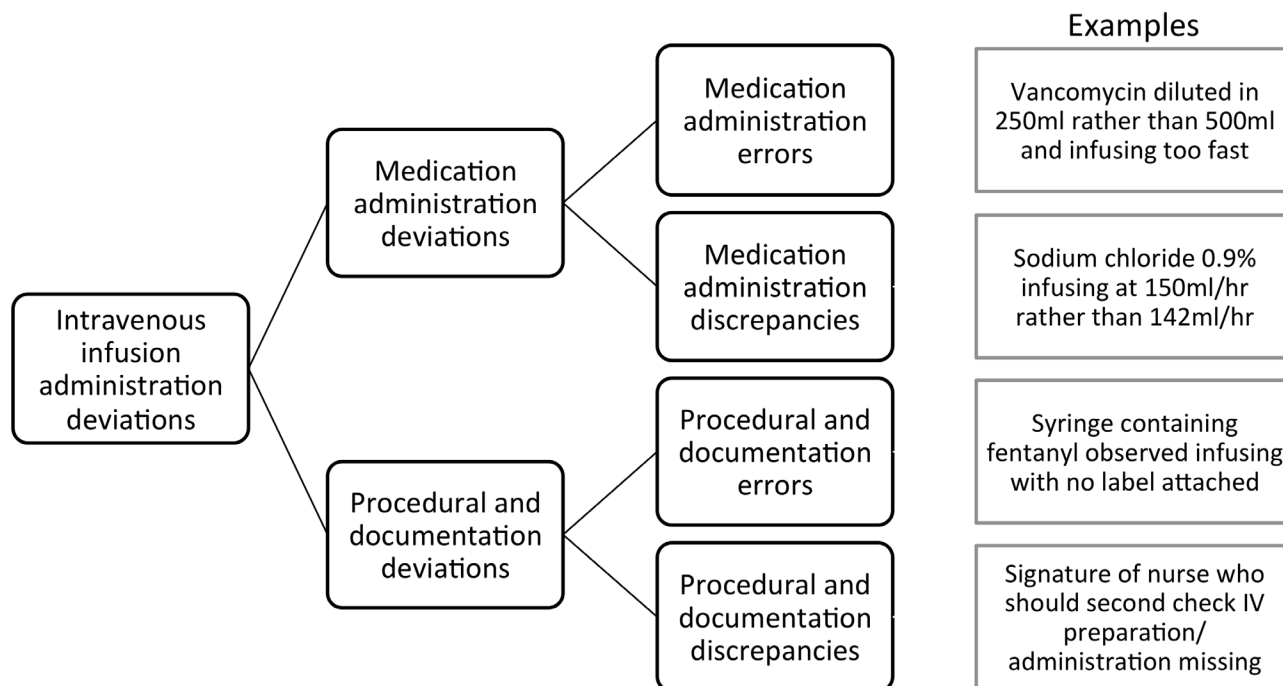 Examples
Intravenous
infusion
administration
deviations
Medication
administration
deviations
Procedural and
documentation
deviations
Medication
administration
errors
Vancomycin diluted in
250ml rather than 500ml
and infusing too fast
Medication
administration
discrepancies
Sodium chloride 0.9%
infusing at 150ml/hr
rather than 142ml/hr
Procedural and
documentation
errors
Syringe containing
fentanyl observed infusing
with no label attached
Procedural and
documentation
discrepancies
Signature of nurse who
should second check IV
preparation/
administration missing